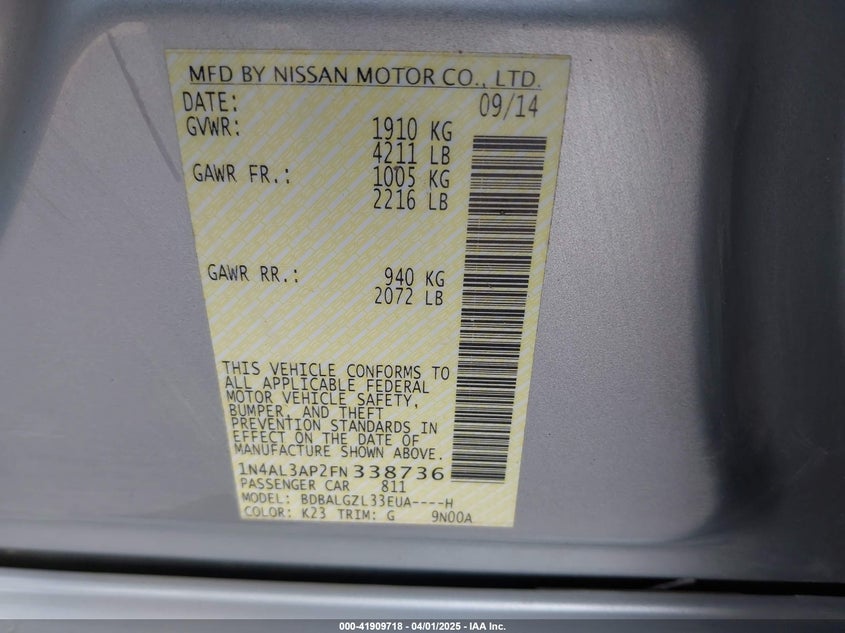 MFD BY NISSAN MOTOR CO., LTD.
DATE: 09/14
GVWR: 1910 KG
4211 LB
GAWR FR.: 1005 KG
2216 LB
GAWR RR.: 940 KG
2072 LB
THIS VEHICLE CONFORMS TO
ALL APPLICABLE FEDERAL
MOTOR VEHICLE SAFETY,
BUMPER, AND THEFT
PREVENTION STANDARDS IN
EFFECT ON THE DATE OF
MANUFACTURE SHOWN ABOVE.
1N4AL3AP2FN338736
PASSENGER CAR 811
MODEL: BDBALGZL33EUA----H
COLOR: K23 TRIM: G 9N00A
000-41909718 - 04/01/2025 - IAA Inc.